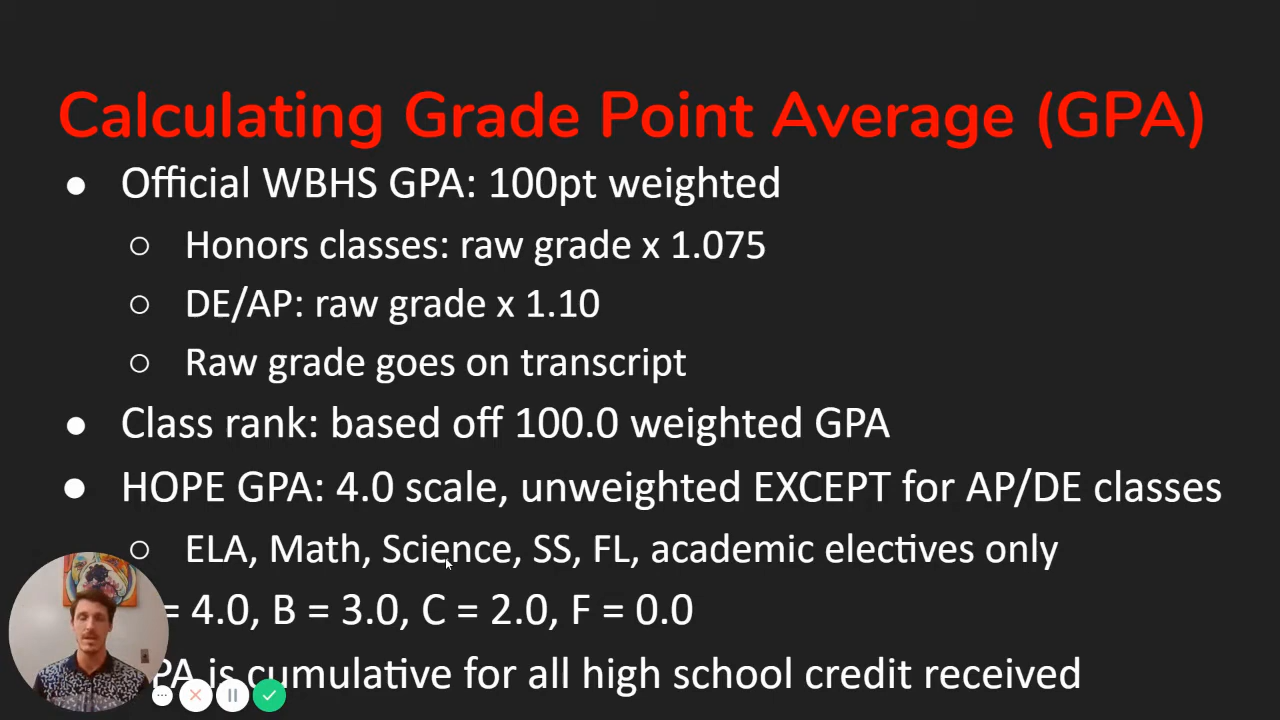 Calculating Grade Point Average (GPA)
● Official WBHS GPA: 100pt weighted
○ Honors classes: raw grade x 1.075
○ DE/AP: raw grade x 1.10
○ Raw grade goes on transcript
● Class rank: based off 100.0 weighted GPA
● HOPE GPA: 4.0 scale, unweighted EXCEPT for AP/DE classes
○ ELA, Math, Science, SS, FL, academic electives only
= 4.0, B = 3.0, C = 2.0, F = 0.0
PA is cumulative for all high school credit received